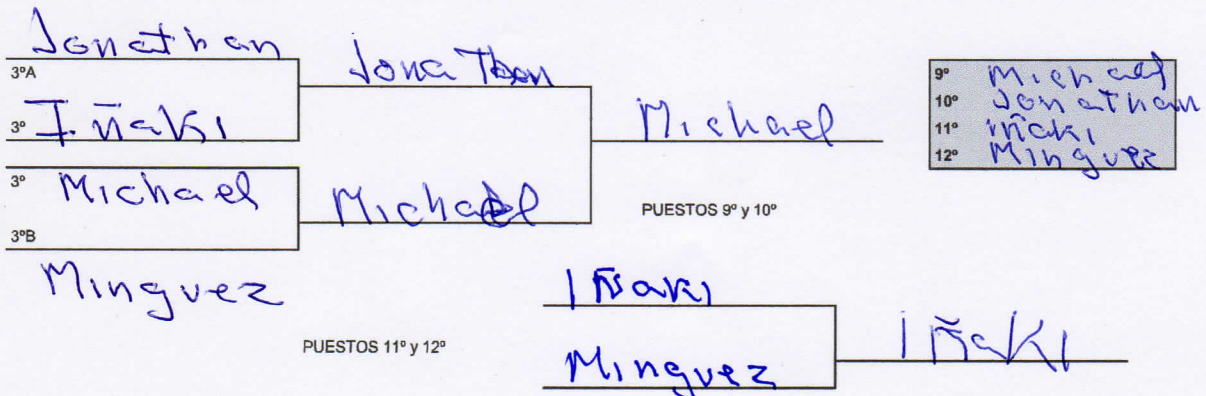 Jonathan
3ºA
Jonathan
3º Iñaki
Michael
3º Michael
3ºB
Michael
Minguez
PUESTOS 9º y 10º
9º Michael
10º Jonathan
11º iñaki
12º Minguez
PUESTOS 11º y 12º
Iñaki
Minguez
Iñaki